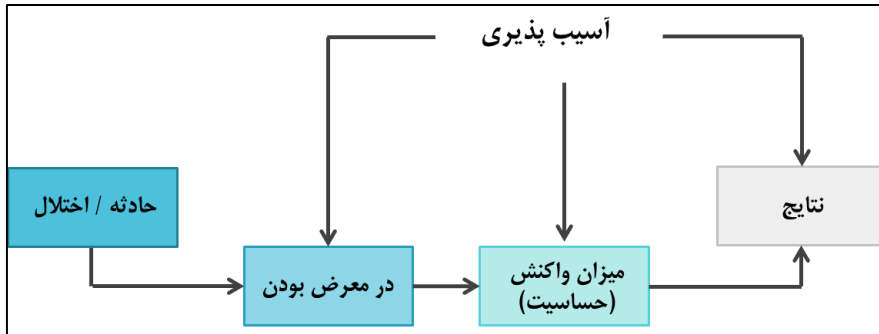 آسیب پذیری
حادثه / اختلال
نتایج
در معرض بودن
میزان واکنش
(حساسیت)